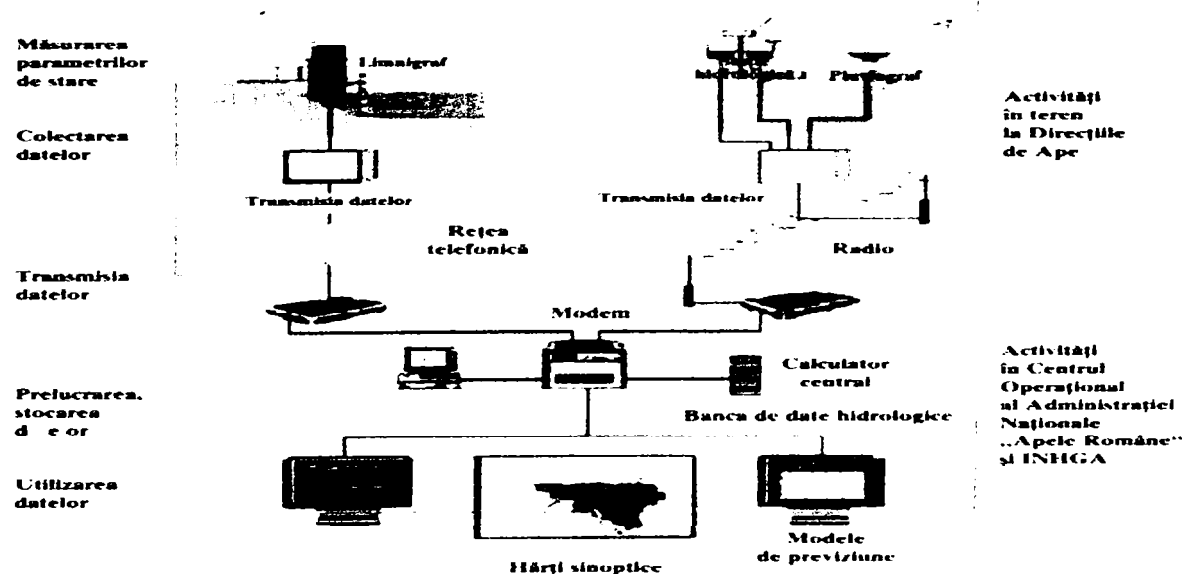 Măsurarea
parametrilor
de stare
Colectarea
datelor
Transmisia
datelor
Prelucrarea,
stocarea
Utilizarea
datelor
Limnigraf
Transmisia datelor
Rețea
telefonică
hidrologică
Pluviograf
Transmisia datelor
Radio
Modem
Calculator
central
Banca de date hidrologice
Hărți sinoptice
Modele
de previziune
Activități
în teren
la Direcțiile
de Ape
Activități
în Centrul
Operațional
al Administrației
Naționale
„Apele Române“
și INHGA